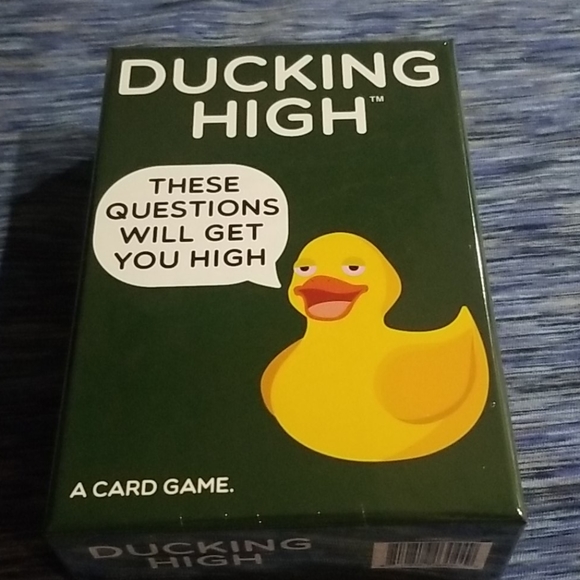 DUCKING
HIGH™
THESE
QUESTIONS
WILL GET
YOU HIGH
A CARD GAME.
DUCKING
HIGH